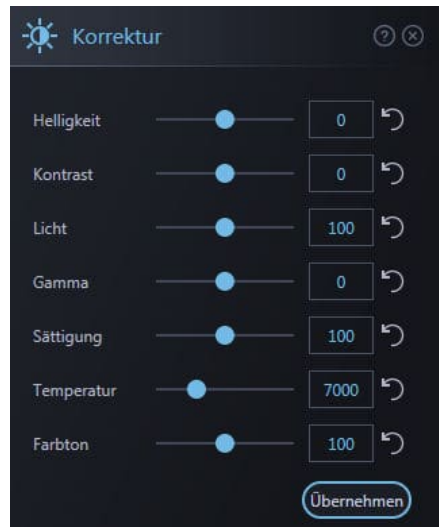 Korrektur
Helligkeit 0
Kontrast 0
Licht 100
Gamma 0
Sättigung 100
Temperatur 7000
Farbton 100
Übernehmen